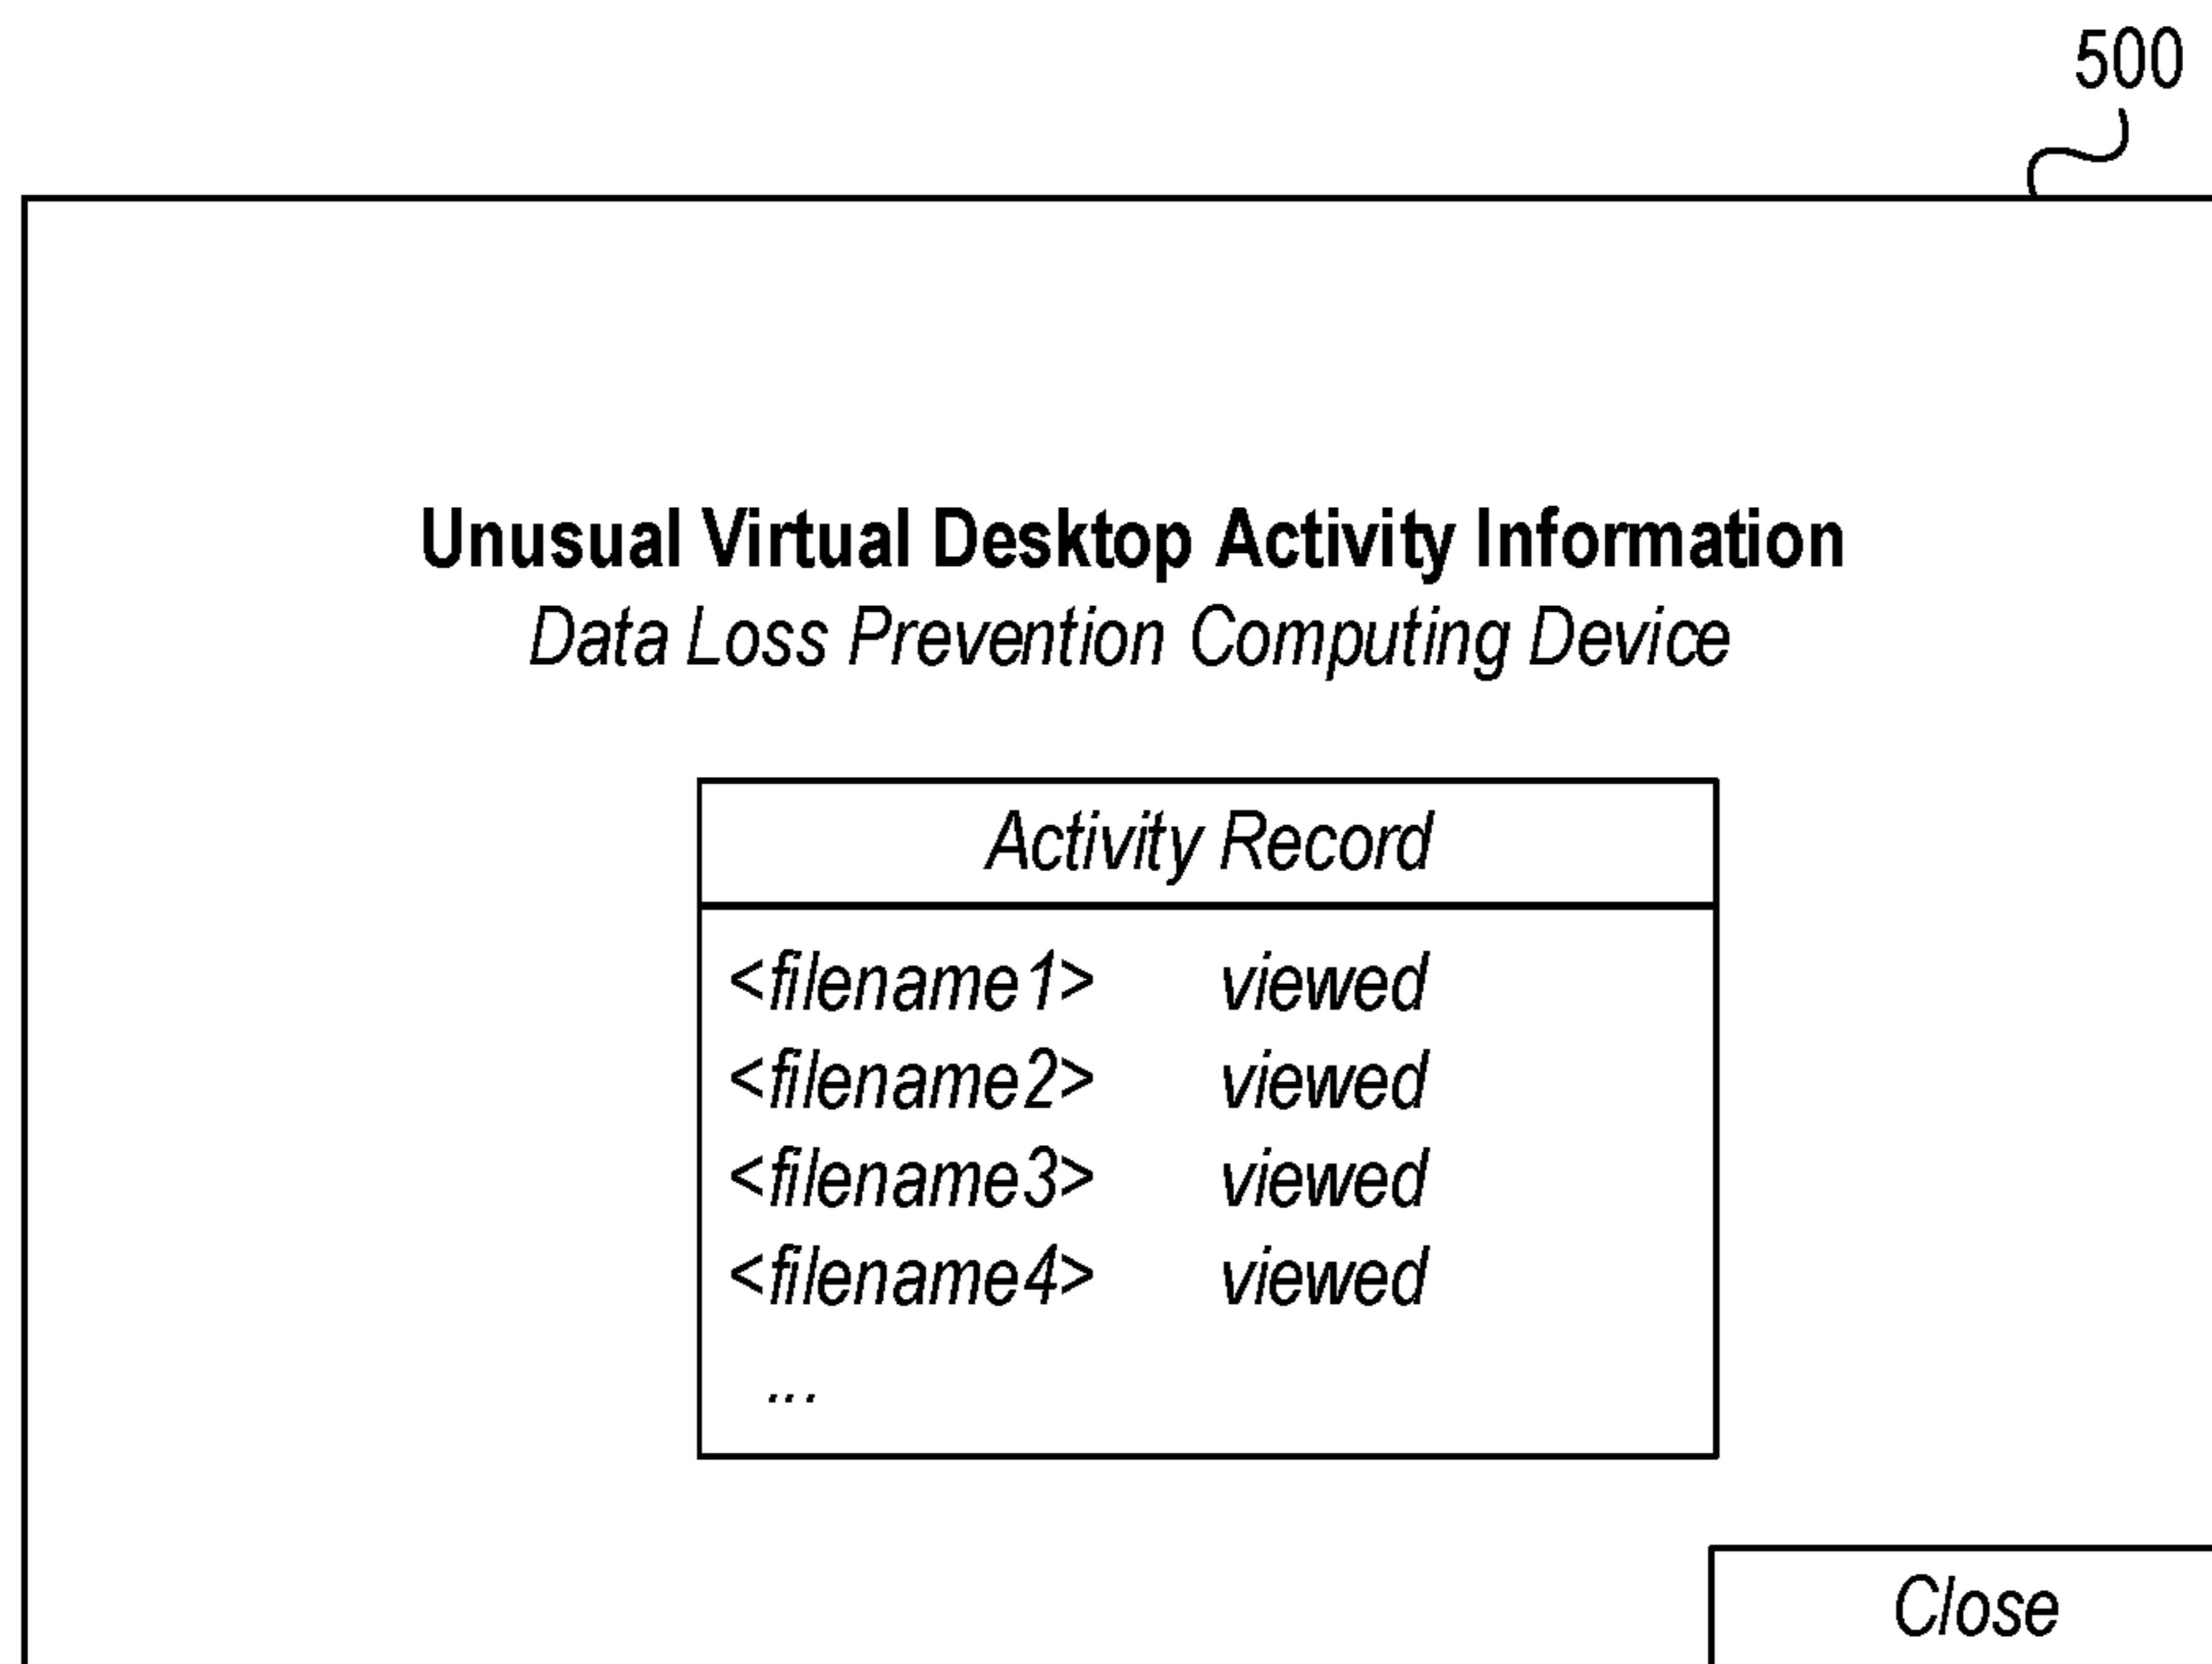 500
Unusual Virtual Desktop Activity Information
Data Loss Prevention Computing Device
Activity Record
<filename1> viewed
<filename2> viewed
<filename3> viewed
<filename4> viewed
...
Close